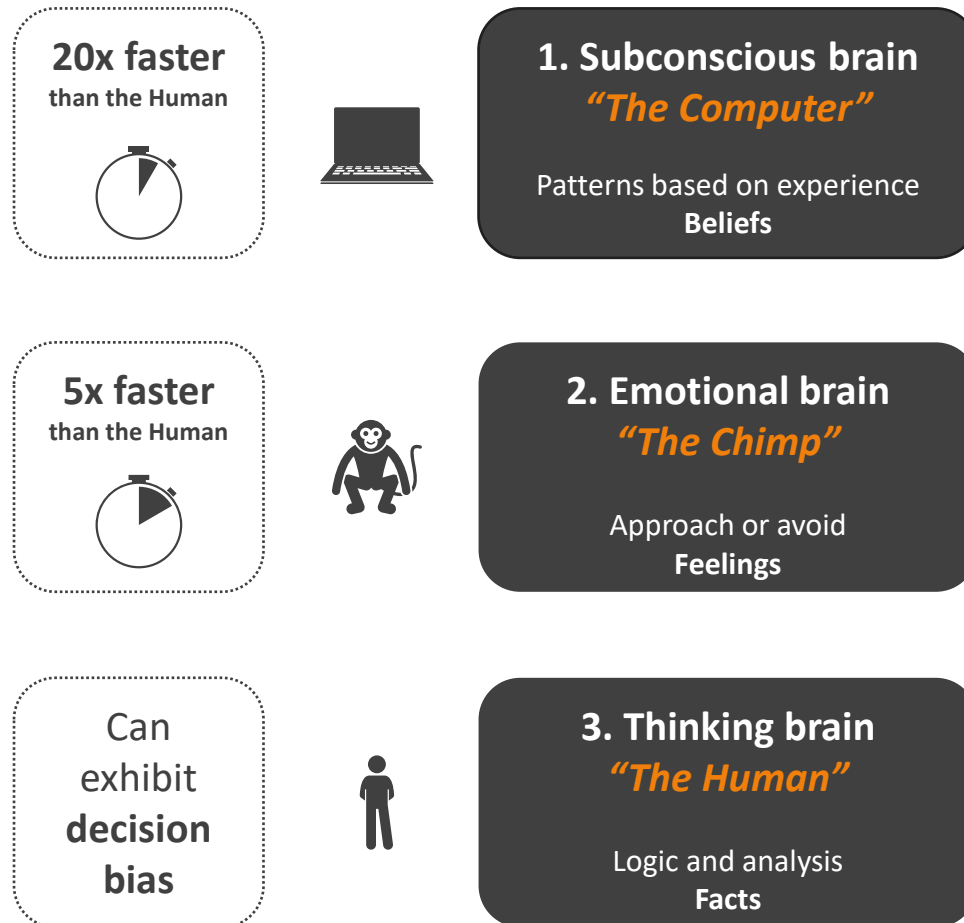 20x faster
than the Human
1. Subconscious brain
“The Computer”
Patterns based on experience
Beliefs
5x faster
than the Human
2. Emotional brain
“The Chimp”
Approach or avoid
Feelings
Can
exhibit
decision
bias
3. Thinking brain
“The Human”
Logic and analysis
Facts